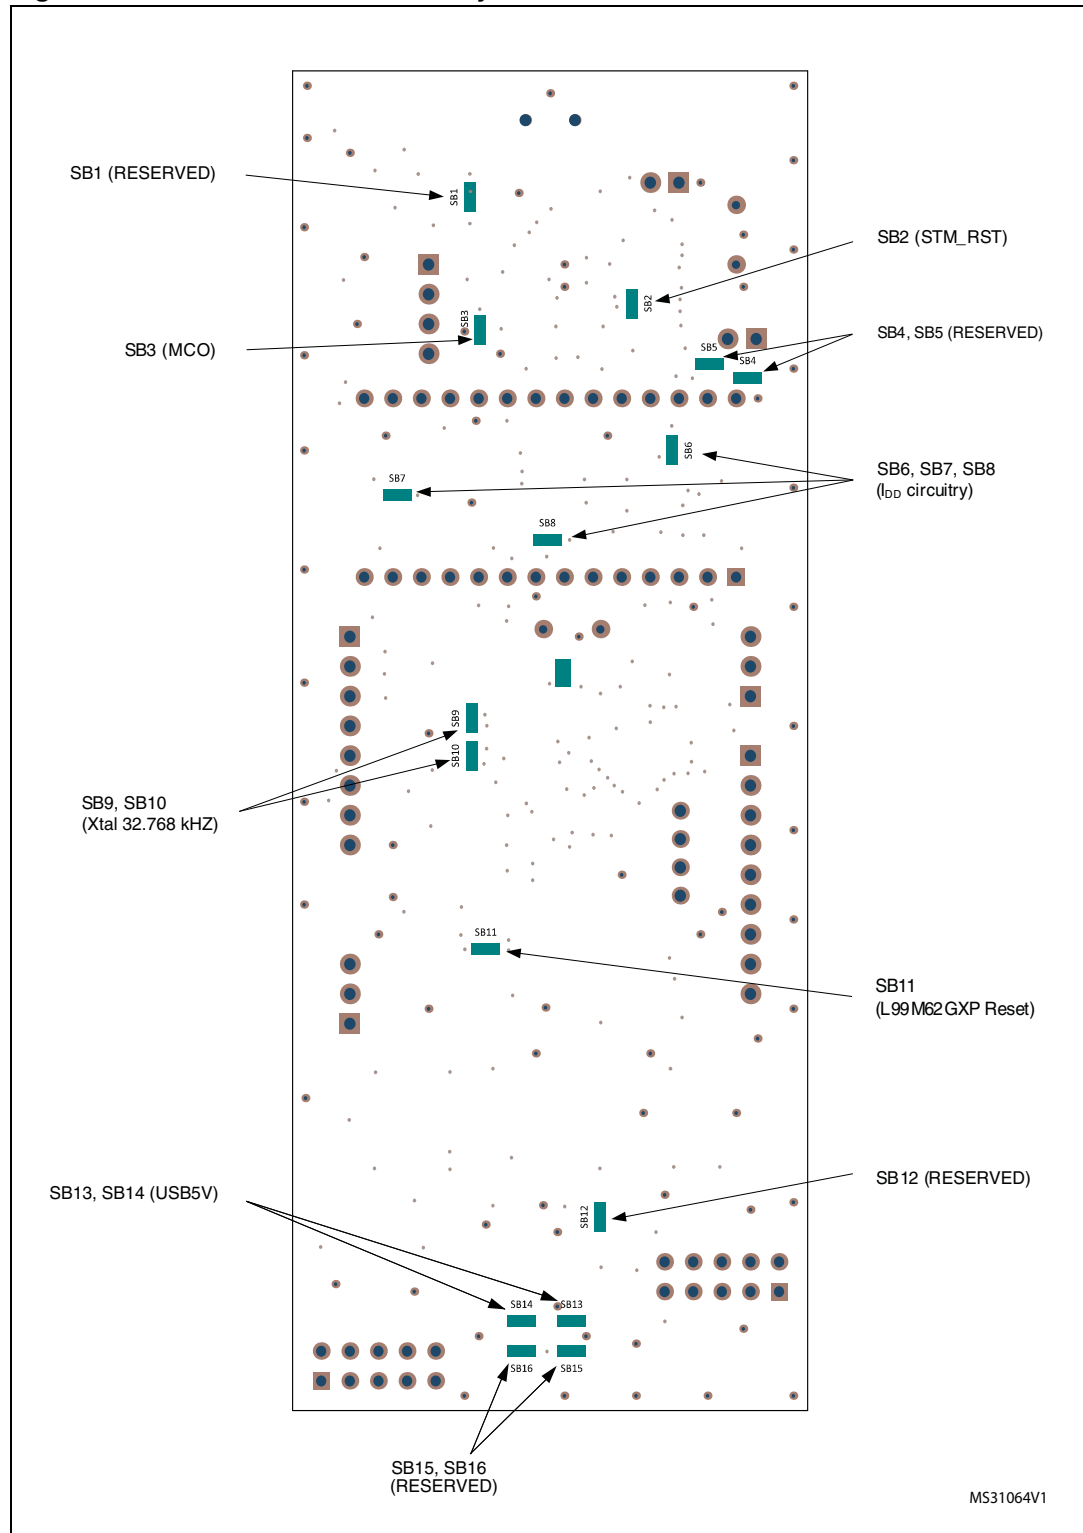 SB1 (RESERVED)
SB1
SB2 (STM_RST)
SB2
SB3
SB3 (MCO)
SB4, SB5 (RESERVED)
SB5
SB4
SB6
SB6, SB7, SB8
(IDD circuitry)
SB7
SB8
SB9
SB10
SB9, SB10
(Xtal 32.768 kHZ)
SB11
SB11
(L99M62GXP Reset)
SB12 (RESERVED)
SB13, SB14 (USB5V)
SB12
SB14
SB13
SB16
SB15
SB15, SB16
(RESERVED)
MS31064V1